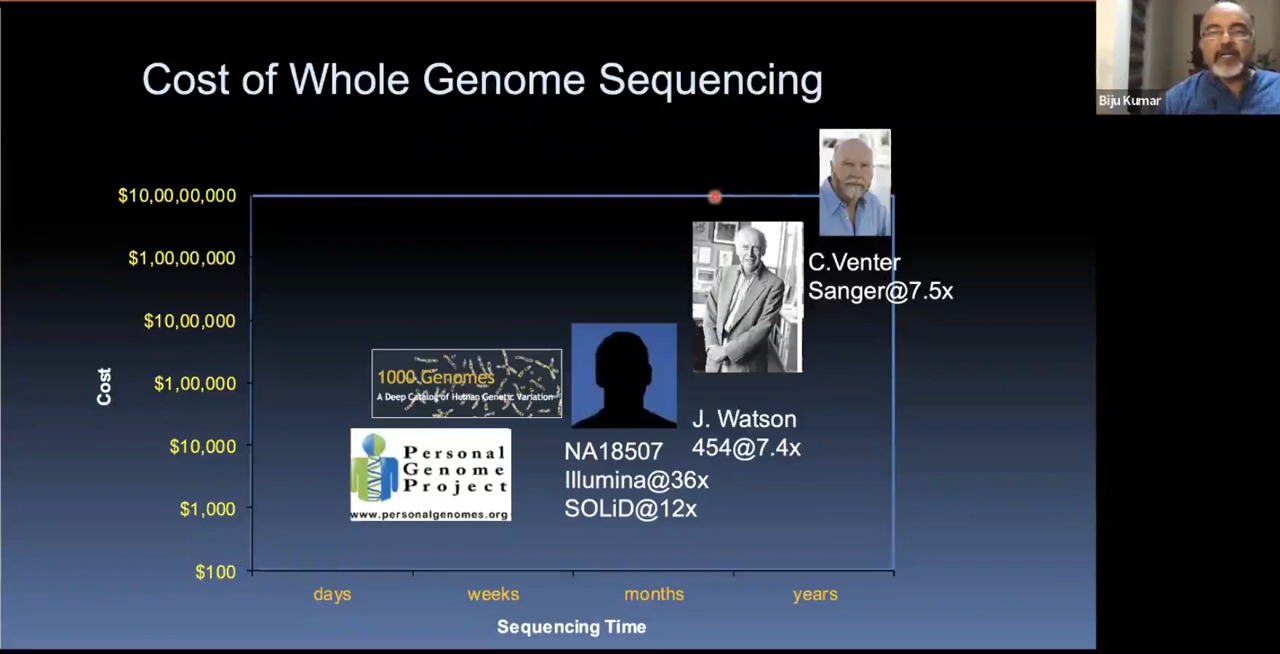 Cost of Whole Genome Sequencing
Biju Kumar
$10,00,00,000
$1,00,00,000
$10,00,000
$1,00,000
$10,000
$1,000
$100
Cost
C.Venter
Sanger@7.5x
J. Watson
454@7.4x
1000 Genomes
A Deep Catalog of Human Genetic Variation
NA18507
Illumina@36x
SOLiD@12x
Personal
Genome
Project
www.personalgenomes.org
days weeks months years
Sequencing Time